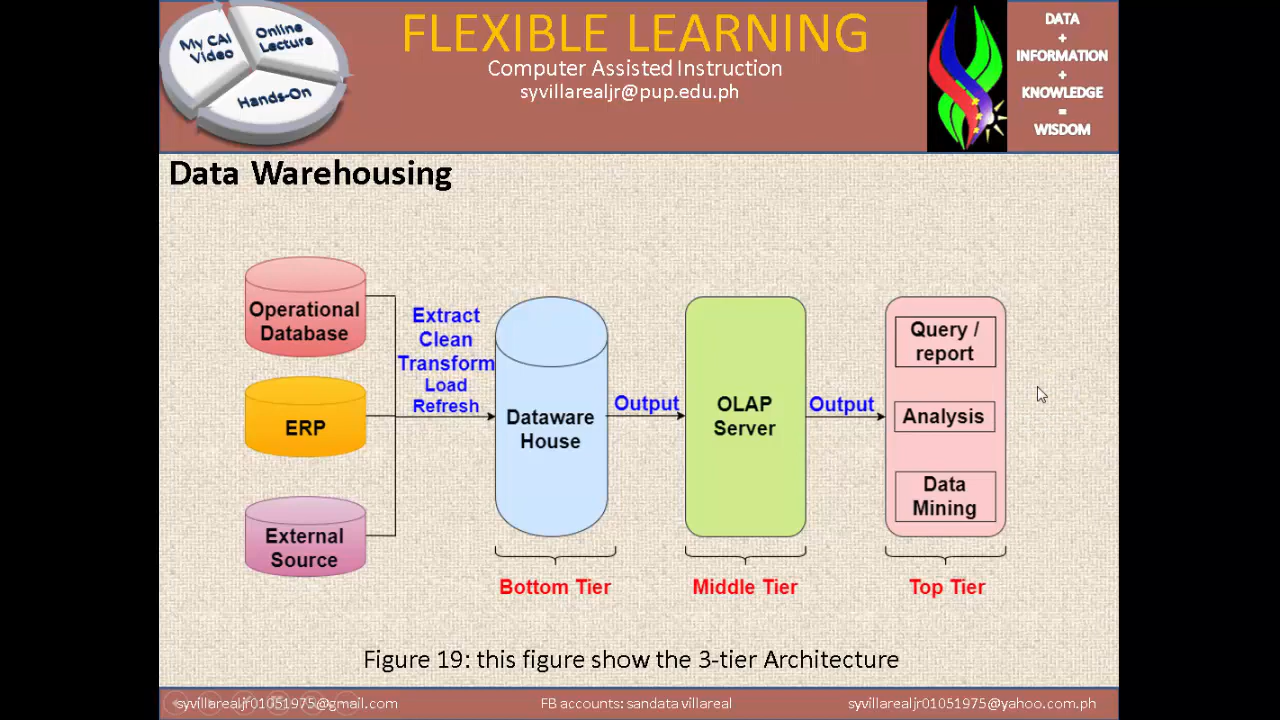 My CAI
Video
Online
Lecture
Hands-On
FLEXIBLE LEARNING
Computer Assisted Instruction
syvillarealjr@pup.edu.ph
DATA
+
INFORMATION
+
KNOWLEDGE
=
WISDOM
Data Warehousing
Operational
Database
ERP
External
Source
Extract
Clean
Transform
Load
Refresh
Dataware
House
Output
OLAP
Server
Output
Query /
report
Analysis
Data
Mining
Bottom Tier
Middle Tier
Top Tier
Figure 19: this figure show the 3-tier Architecture
syvillarealjr01051975@gmail.com
FB accounts: sandata villareal
syvillarealjr01051975@yahoo.com.ph